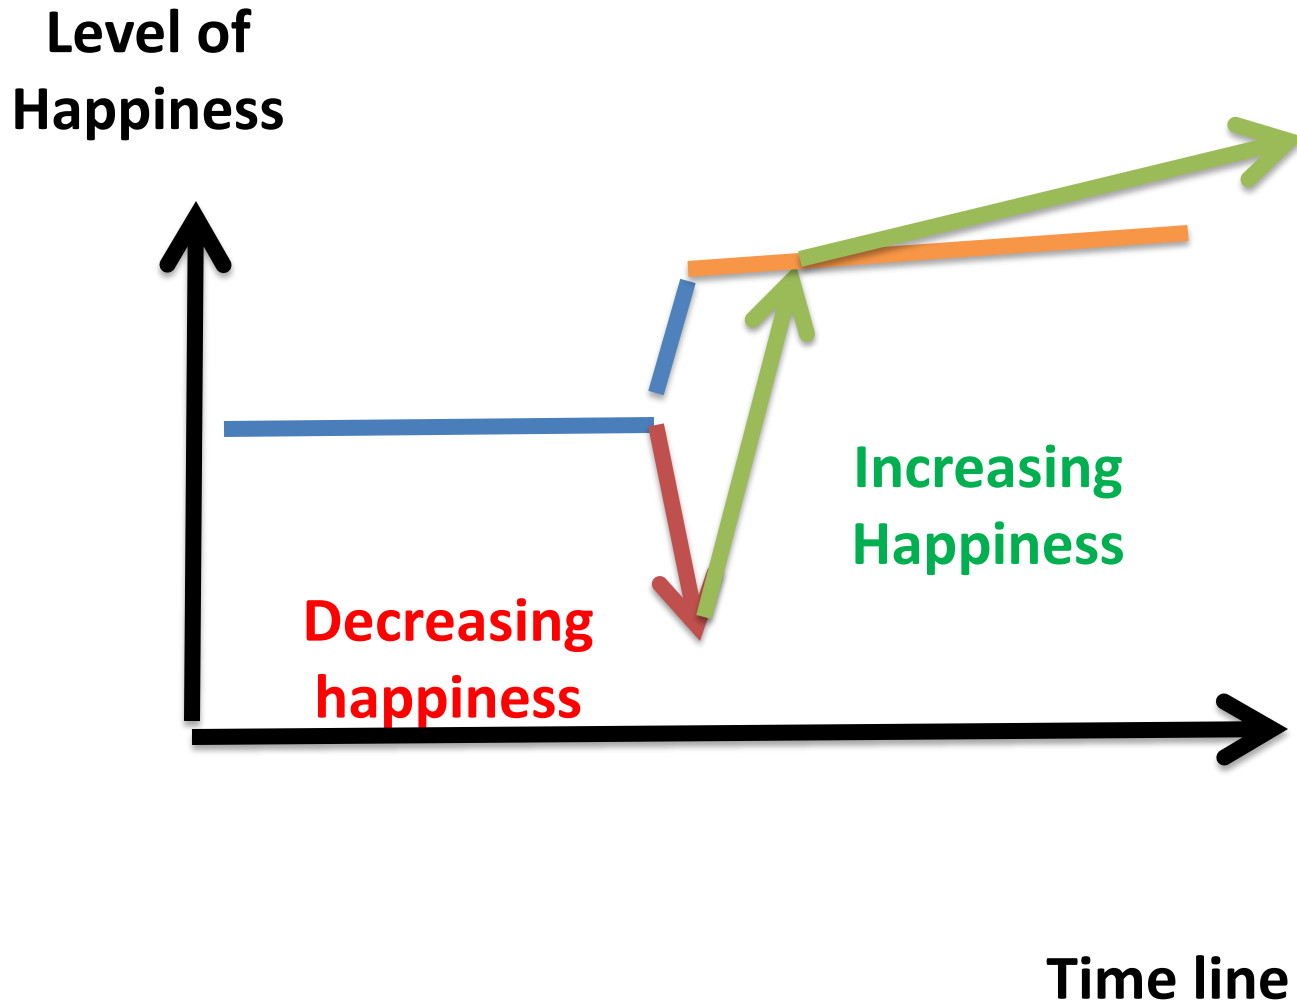 Level of
Happiness
Increasing
Happiness
Decreasing
happiness
Time line